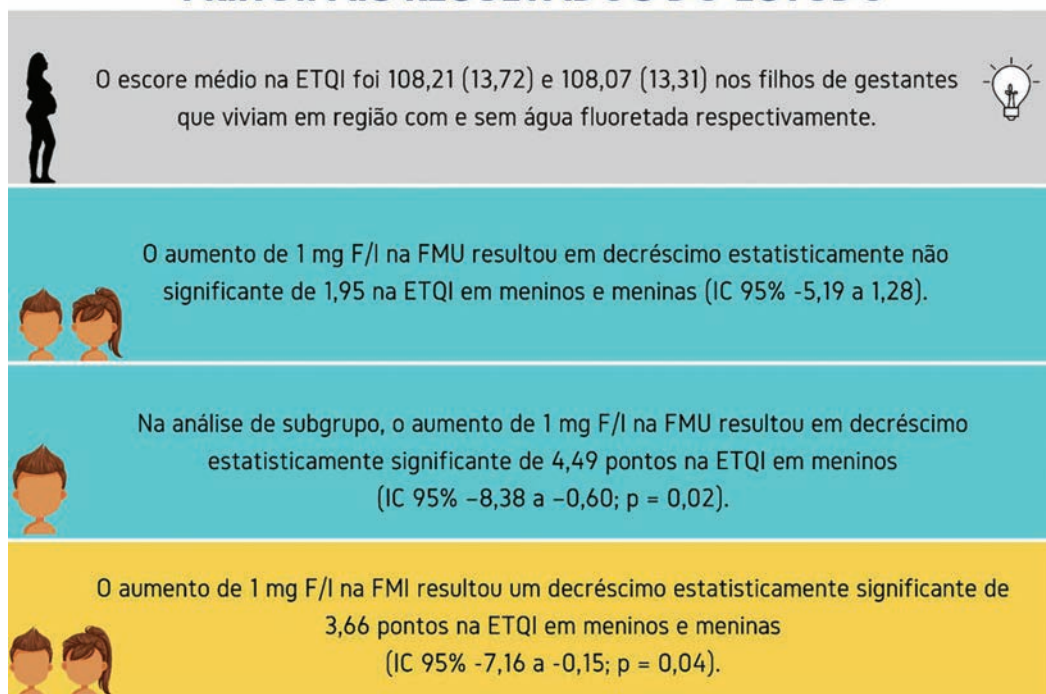 O escore médio na ETQI foi 108,21 (13,72) e 108,07 (13,31) nos filhos de gestantes
que viviam em região com e sem água fluoretada respectivamente.
O aumento de 1 mg F/l na FMU resultou em decréscimo estatisticamente não
significante de 1,95 na ETQI em meninos e meninas (IC 95% -5,19 a 1,28).
Na análise de subgrupo, o aumento de 1 mg F/l na FMU resultou em decréscimo
estatisticamente significante de 4,49 pontos na ETQI em meninos
(IC 95% –8,38 a –0,60; p = 0,02).
O aumento de 1 mg F/l na FMI resultou um decréscimo estatisticamente significante de
3,66 pontos na ETQI em meninos e meninas
(IC 95% -7,16 a -0,15; p = 0,04).